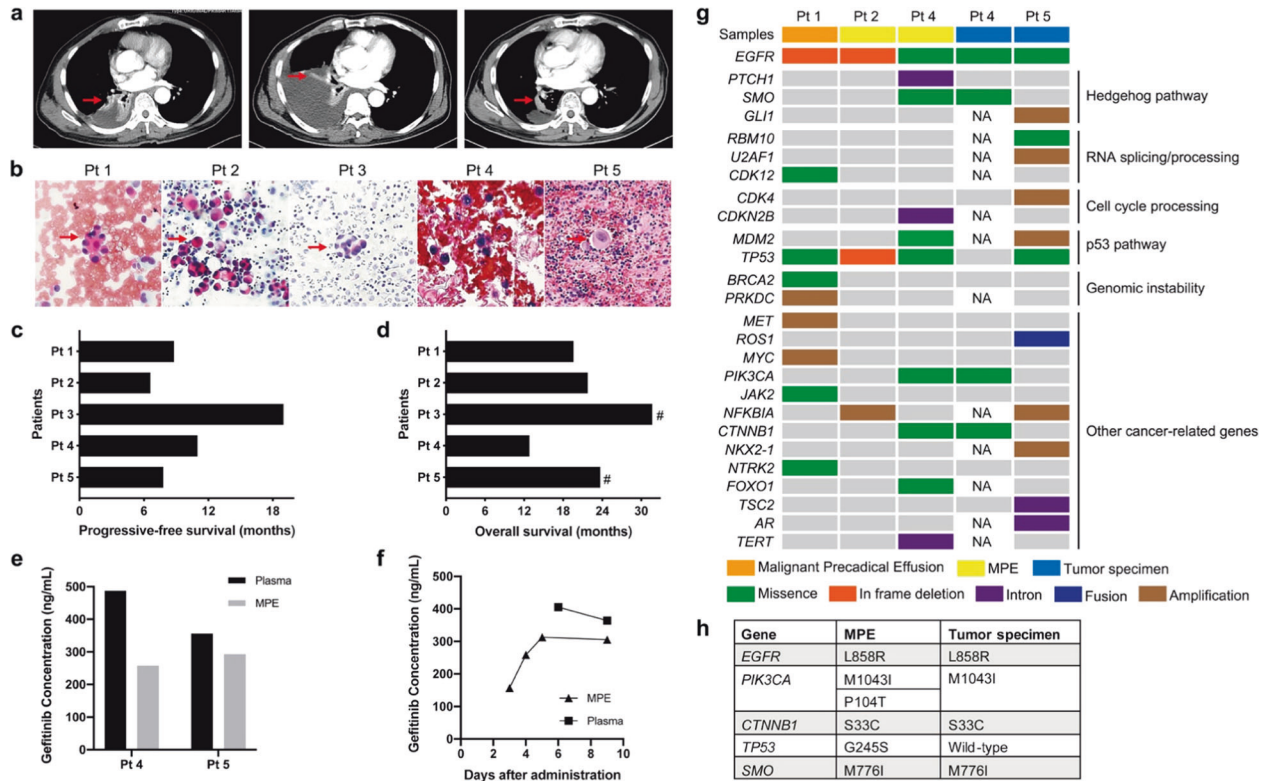 a
b
Pt 1 Pt 2 Pt 3 Pt 4 Pt 5
c
Patients
Pt 1
Pt 2
Pt 3
Pt 4
Pt 5
0 6 12 18
Progressive-free survival (months)
d
Patients
Pt 1
Pt 2
Pt 3 #
Pt 4
Pt 5 #
0 6 12 18 24 30
Overall survival (months)
e
Gefitinib Concentration (ng/mL)
500
400
300
200
100
0
Plasma
MPE
Pt 4 Pt 5
f
Gefitinib Concentration (ng/mL)
500
400
300
200
100
0
MPE
Plasma
0 2 4 6 8 10
Days after administration
g
Pt 1 Pt 2 Pt 4 Pt 4 Pt 5
Samples
EGFR
PTCH1
SMO
GLI1 NA
Hedgehog pathway
RBM10 NA
U2AF1 NA
CDK12 NA
RNA splicing/processing
CDK4
CDKN2B NA
Cell cycle processing
MDM2 NA
TP53
p53 pathway
BRCA2
PRKDC NA
Genomic instability
MET
ROS1
MYC
PIK3CA
JAK2
NFKBIA NA
CTNNB1
NKX2-1 NA
NTRK2
FOXO1 NA
TSC2
AR NA
TERT NA
Other cancer-related genes
Malignant Precadical Effusion MPE Tumor specimen
Missence In frame deletion Intron Fusion Amplification
h
Gene MPE Tumor specimen
EGFR L858R L858R
PIK3CA M1043I M1043I
P104T
CTNNB1 S33C S33C
TP53 G245S Wild-type
SMO M776I M776I